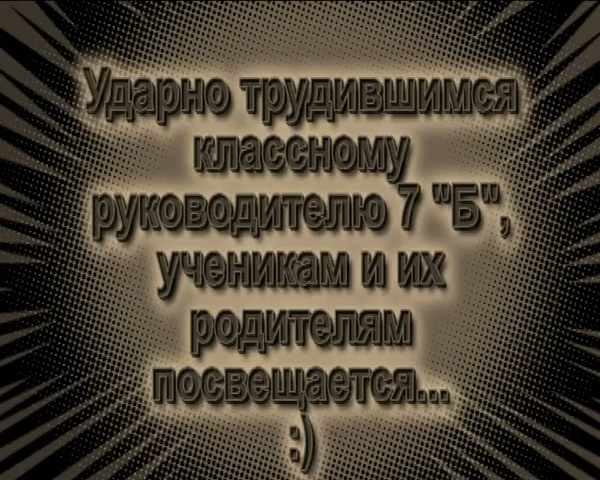 Ударно трудившимся
классному
руководителю 7 "Б",
ученикам и их
родителям
посвещается...
:)